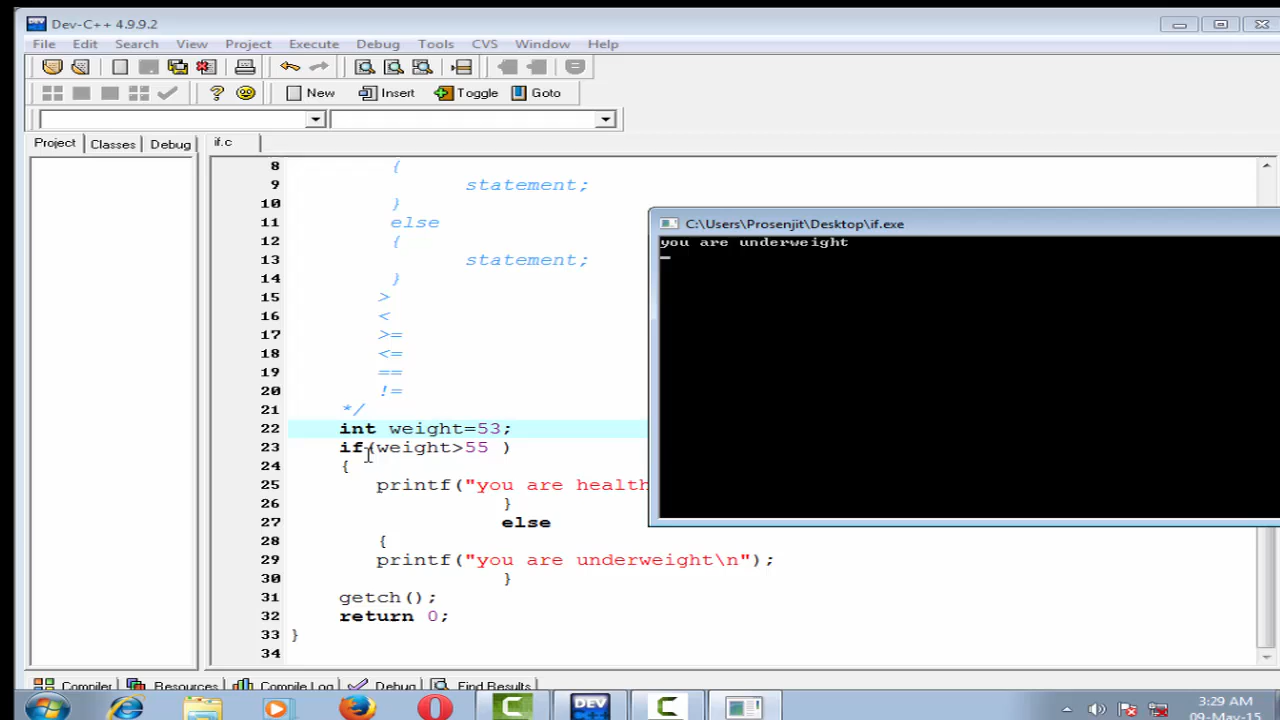 Dev-C++ 4.9.9.2
File Edit Search View Project Execute Debug Tools CVS Window Help
New Insert Toggle Goto
Project Classes Debug if.c
8 {
9 statement;
10 }
11 else
12 {
13 statement;
14 }
15 >
16 <
17 >=
18 <=
19 ==
20 !=
21 */
22 int weight=53;
23 if(weight>55 )
24 {
25 printf("you are health
26 }
27 else
28 {
29 printf("you are underweight\n");
30 }
31 getch();
32 return 0;
33 }
34
C:\Users\Prosenjit\Desktop\if.exe
you are underweight
Compiler Resources Compile Log Debug Find Results
DEV
3:29 AM
09-May-15